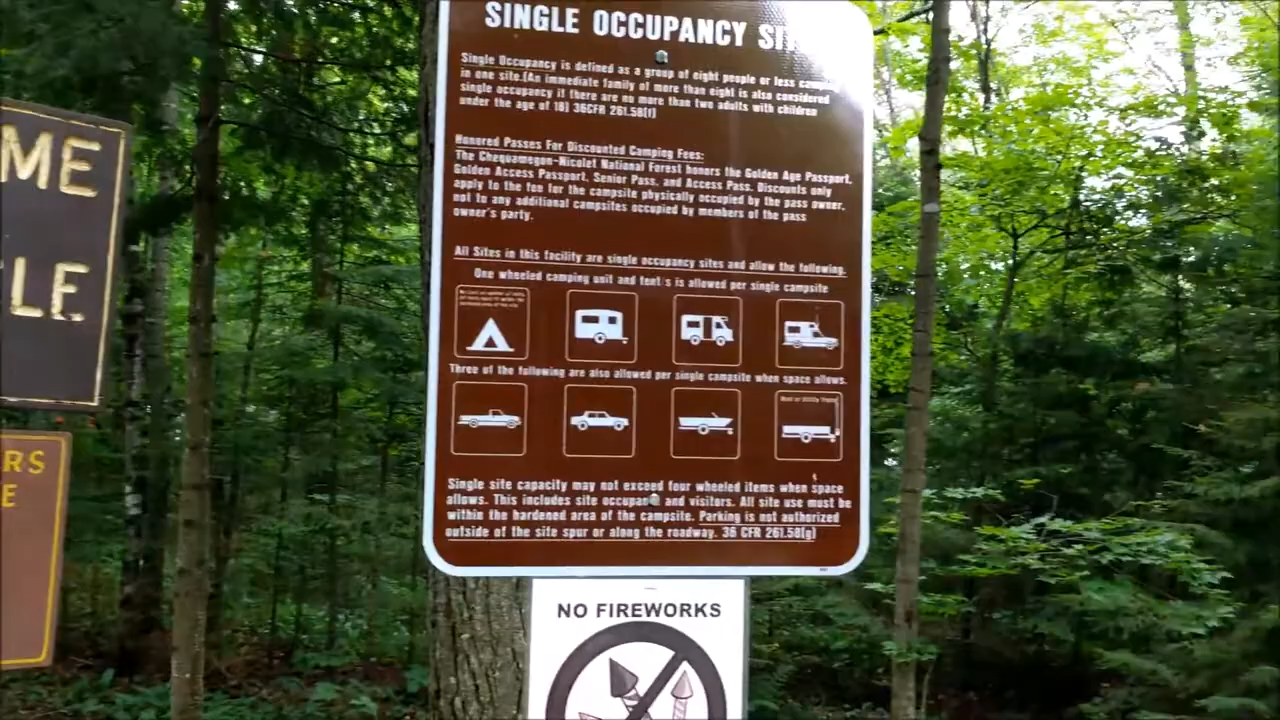 ME
LE
RS
E
SINGLE OCCUPANCY
Single Occupancy is defined as a group of eight people or less
in one site.(An immediate family of more than eight is also considered
single occupancy if there are no more than two adults with children
under the age of 18) 36CFR 261.58(f)
Honored Passes For Discounted Camping Fees:
The Chequamegon-Nicolet National Forest honors the Golden Age Passport,
Golden Access Passport, Senior Pass, and Access Pass. Discounts only
apply to the fee for the campsite physically occupied by the pass owner,
not to any additional campsites occupied by members of the pass
owner's party.
All Sites in this facility are single occupancy sites and allow the following.
One wheeled camping unit and tent s is allowed per single campsite
Three of the following are also allowed per single campsite when space allows.
Single site capacity may not exceed four wheeled items when space
allows. This includes site occupan and visitors. All site use must be
within the hardened area of the campsite. Parking is not authorized
outside of the site spur or along the roadway. 36 CFR 261.58(g)
NO FIREWORKS